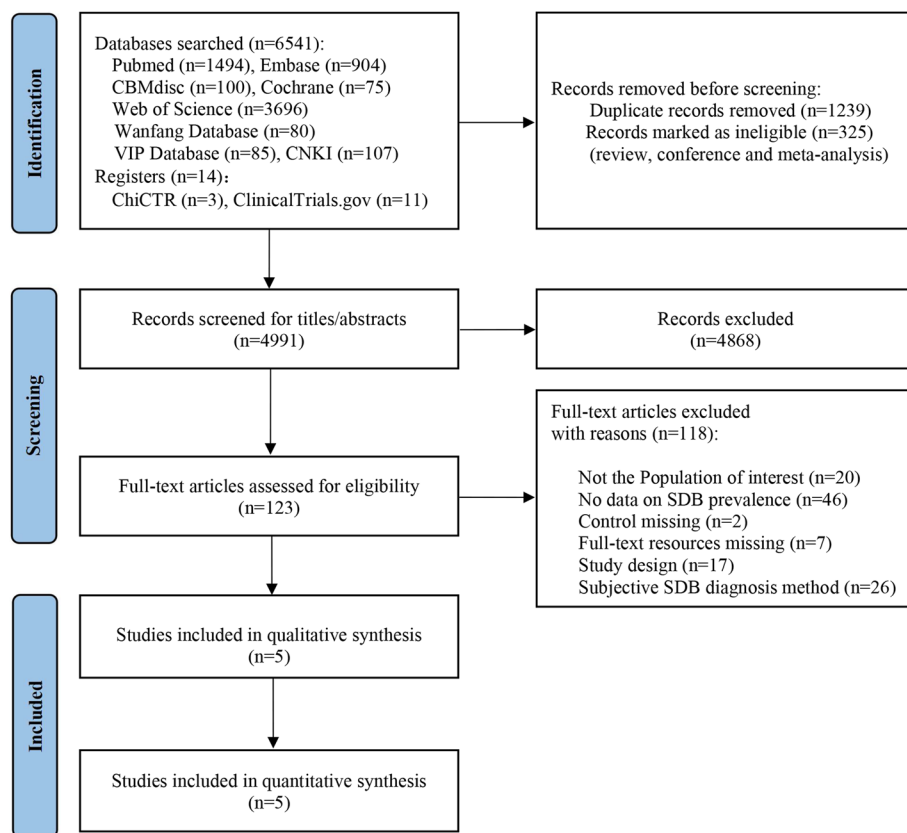 Identification
Databases searched (n=6541):
Pubmed (n=1494), Embase (n=904)
CBMdisc (n=100), Cochrane (n=75)
Web of Science (n=3696)
Wanfang Database (n=80)
VIP Database (n=85), CNKI (n=107)
Registers (n=14)：
ChiCTR (n=3), ClinicalTrials.gov (n=11)
Records removed before screening:
Duplicate records removed (n=1239)
Records marked as ineligible (n=325)
(review, conference and meta-analysis)
Screening
Records screened for titles/abstracts
(n=4991)
Records excluded
(n=4868)
Full-text articles assessed for eligibility
(n=123)
Full-text articles excluded
with reasons (n=118):
Not the Population of interest (n=20)
No data on SDB prevalence (n=46)
Control missing (n=2)
Full-text resources missing (n=7)
Study design (n=17)
Subjective SDB diagnosis method (n=26)
Included
Studies included in qualitative synthesis
(n=5)
Studies included in quantitative synthesis
(n=5)